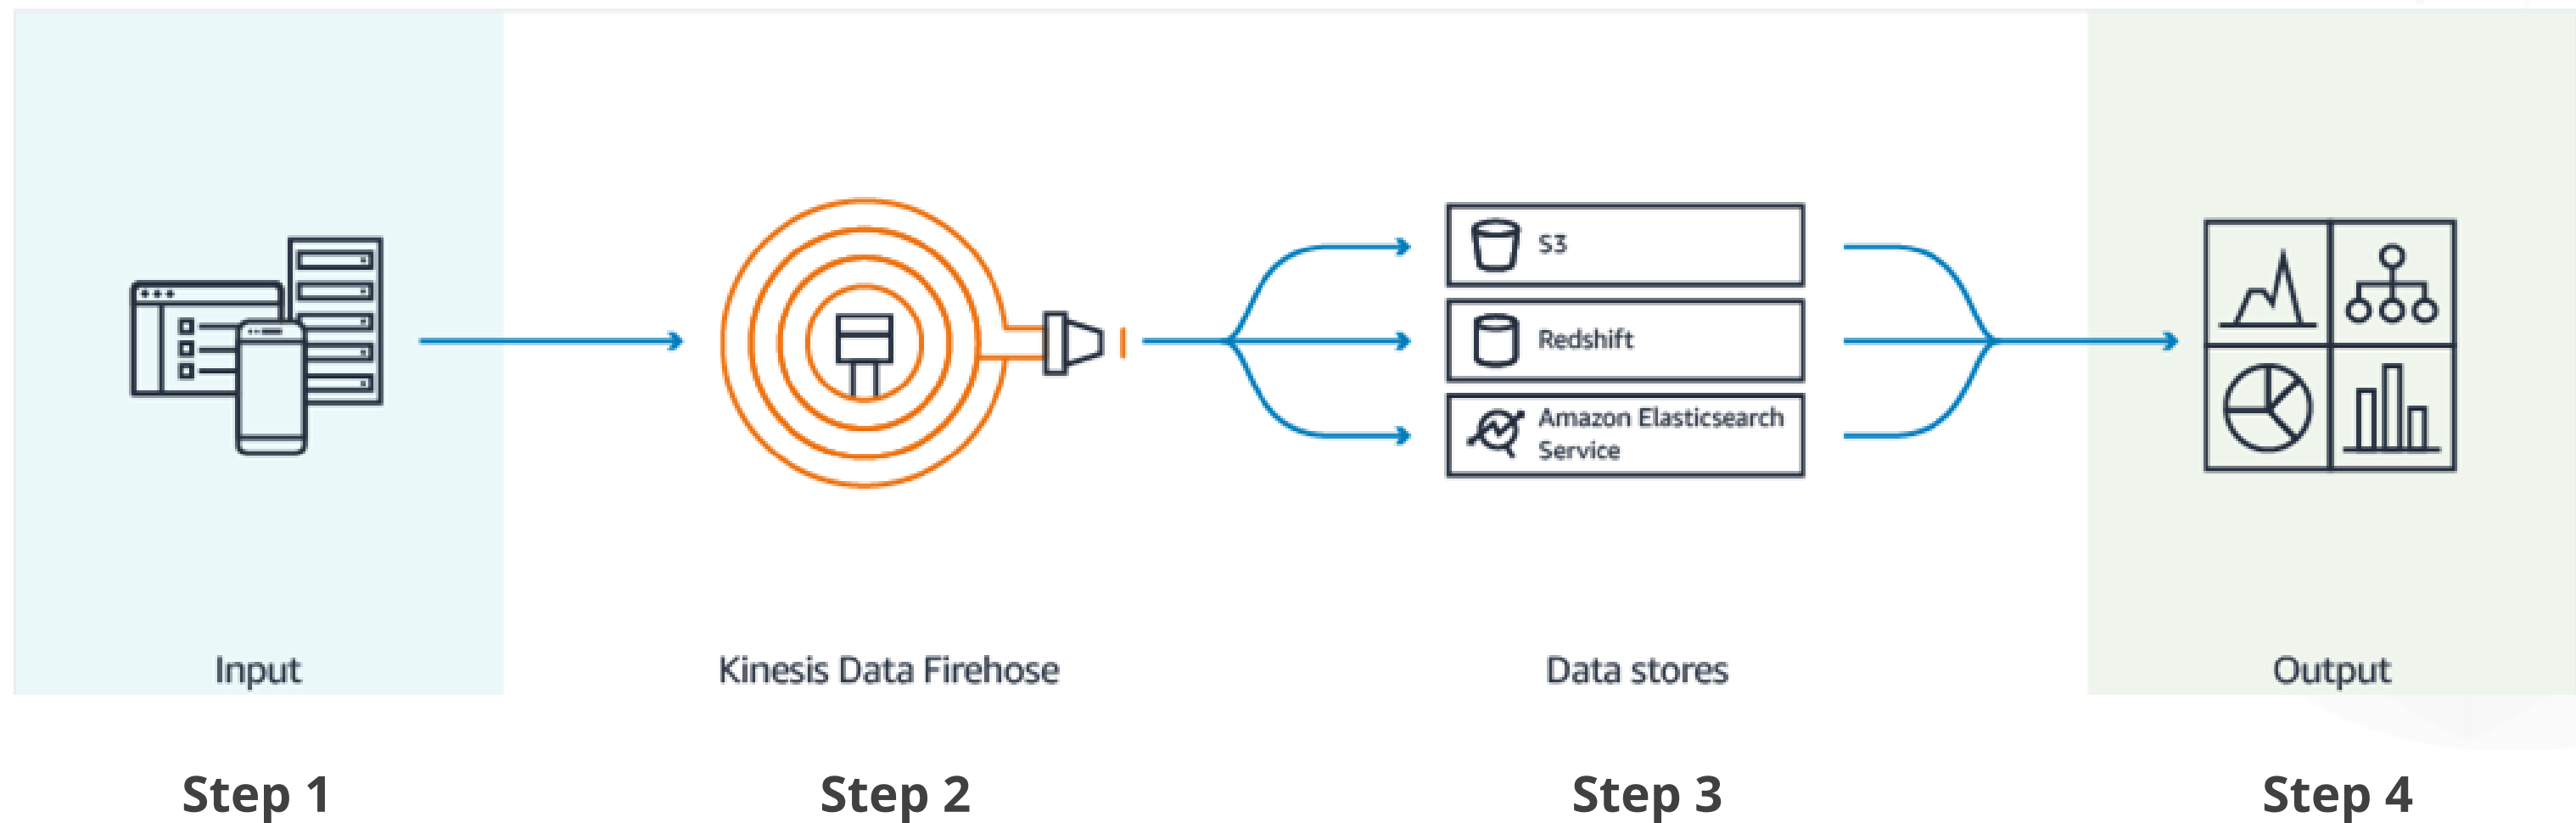 S3
Redshift
Amazon Elasticsearch
Service
Input
Kinesis Data Firehose
Data stores
Output
Step 1
Step 2
Step 3
Step 4